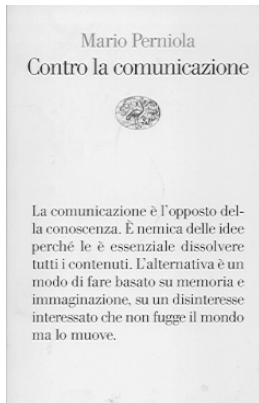 Mario Perniola
Contro la comunicazione
La comunicazione è l'opposto del-
la conoscenza. È nemica delle idee
perché le è essenziale dissolvere
tutti i contenuti. L'alternativa è un
modo di fare basato su memoria e
immaginazione, su un disinteresse
interessato che non fugge il mondo
ma lo muove.